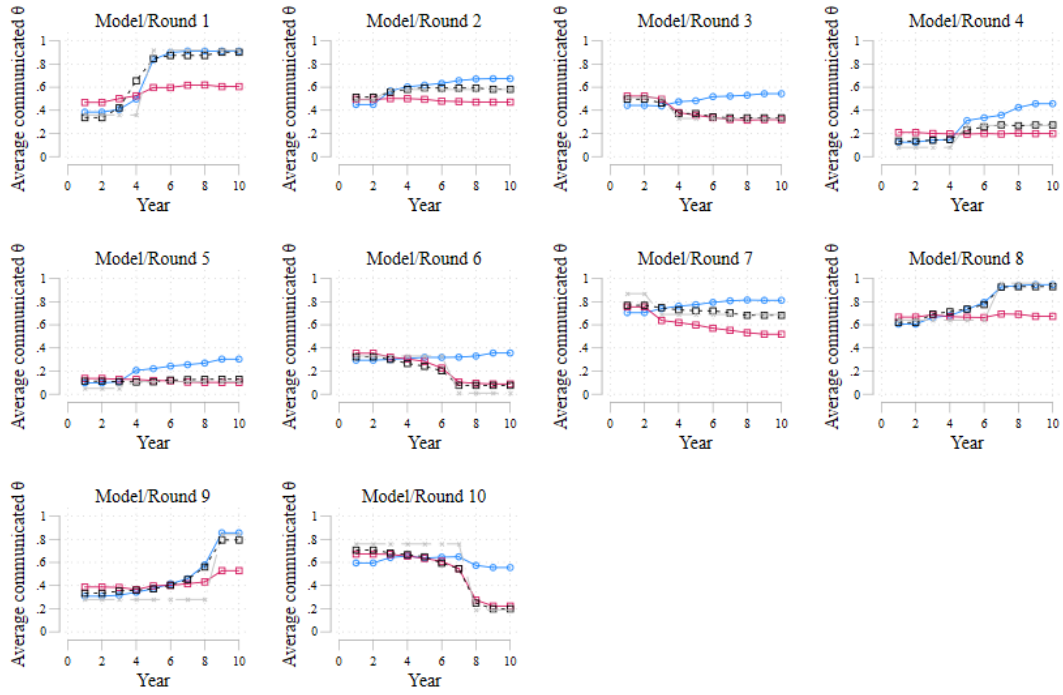 Model/Round 1
Average communicated θ
1
.8
.6
.4
.2
0
0 2 4 6 8 10
Year
Model/Round 2
Average communicated θ
1
.8
.6
.4
.2
0
0 2 4 6 8 10
Year
Model/Round 3
Average communicated θ
1
.8
.6
.4
.2
0
0 2 4 6 8 10
Year
Model/Round 4
Average communicated θ
1
.8
.6
.4
.2
0
0 2 4 6 8 10
Year
Model/Round 5
Average communicated θ
1
.8
.6
.4
.2
0
0 2 4 6 8 10
Year
Model/Round 6
Average communicated θ
1
.8
.6
.4
.2
0
0 2 4 6 8 10
Year
Model/Round 7
Average communicated θ
1
.8
.6
.4
.2
0
0 2 4 6 8 10
Year
Model/Round 8
Average communicated θ
1
.8
.6
.4
.2
0
0 2 4 6 8 10
Year
Model/Round 9
Average communicated θ
1
.8
.6
.4
.2
0
0 2 4 6 8 10
Year
Model/Round 10
Average communicated θ
1
.8
.6
.4
.2
0
0 2 4 6 8 10
Year